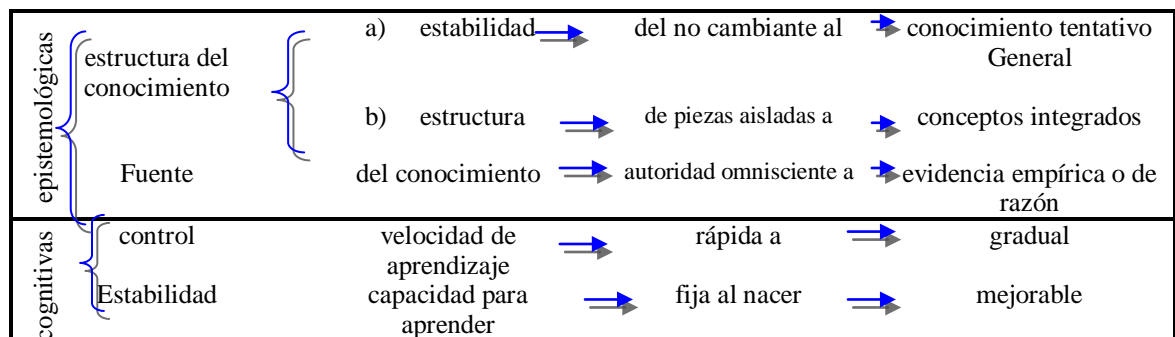 epistemológicas
estructura del
conocimiento
a) estabilidad del no cambiante al conocimiento tentativo
General
b) estructura de piezas aisladas a conceptos integrados
Fuente del conocimiento autoridad omnisciente a evidencia empírica o de
razón
cognitivas
control velocidad de rápida a gradual
aprendizaje
Estabilidad capacidad para fija al nacer mejorable
aprender